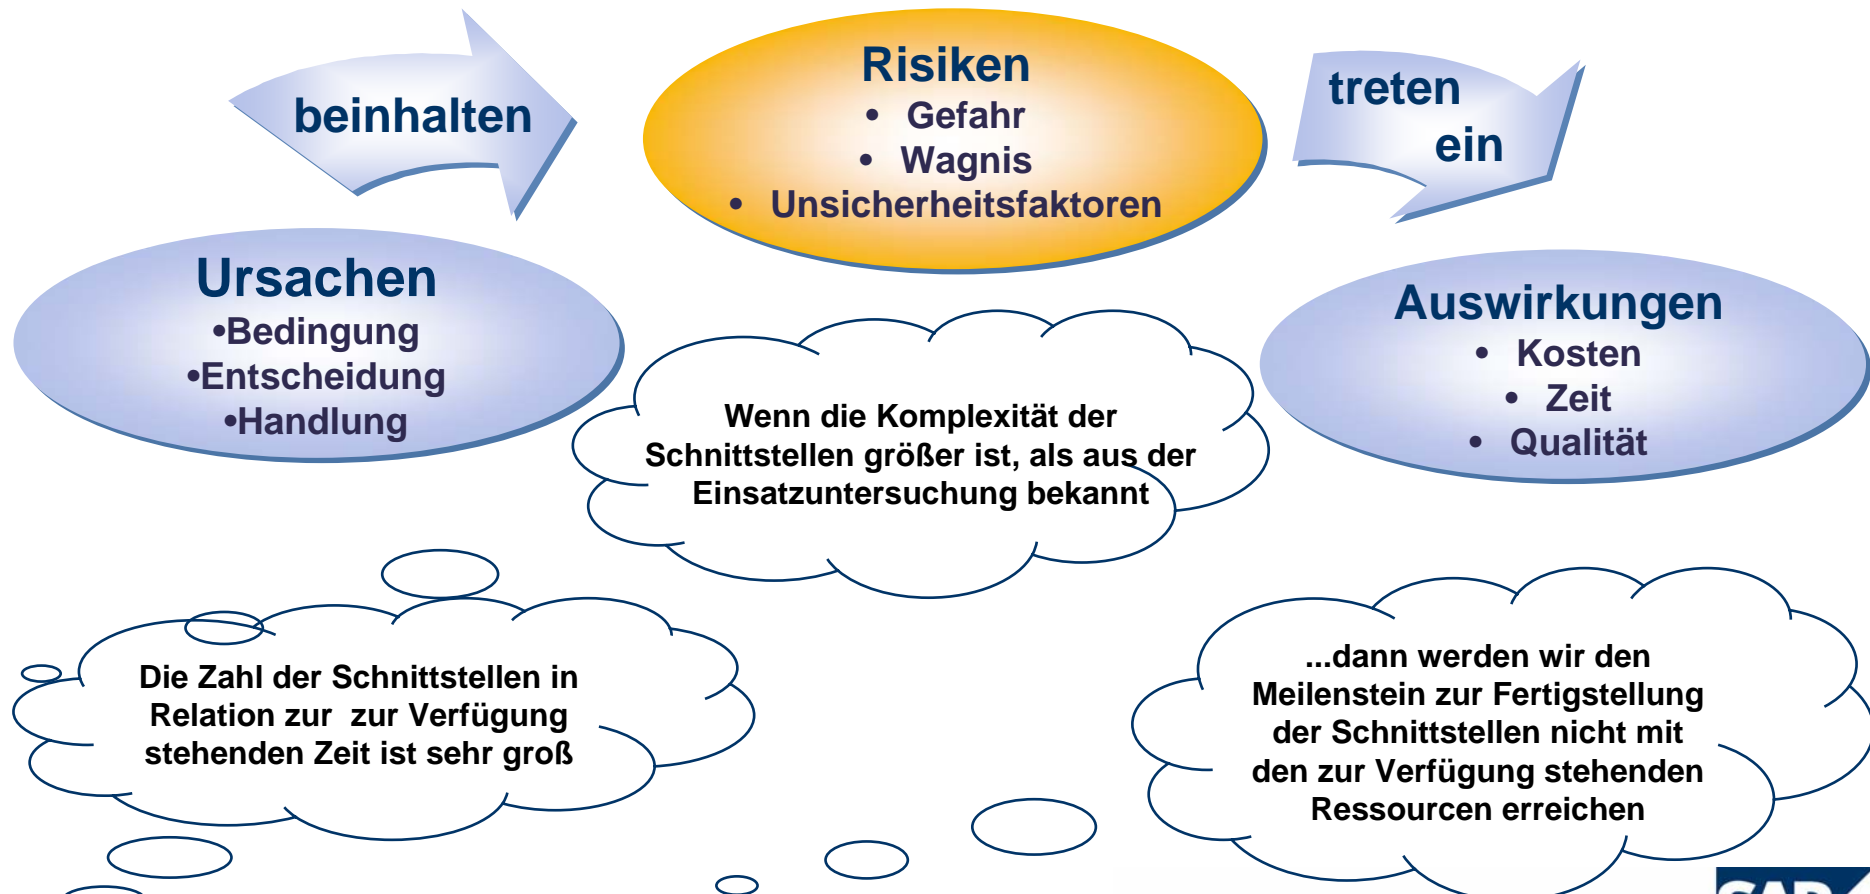 beinhalten
Risiken
• Gefahr
• Wagnis
• Unsicherheitsfaktoren
treten
ein
Ursachen
•Bedingung
•Entscheidung
•Handlung
Auswirkungen
• Kosten
• Zeit
• Qualität
Wenn die Komplexität der
Schnittstellen größer ist, als aus der
Einsatzuntersuchung bekannt
Die Zahl der Schnittstellen in
Relation zur  zur Verfügung
stehenden Zeit ist sehr groß
...dann werden wir den
Meilenstein zur Fertigstellung
der Schnittstellen nicht mit
den zur Verfügung stehenden
Ressourcen erreichen
SAP